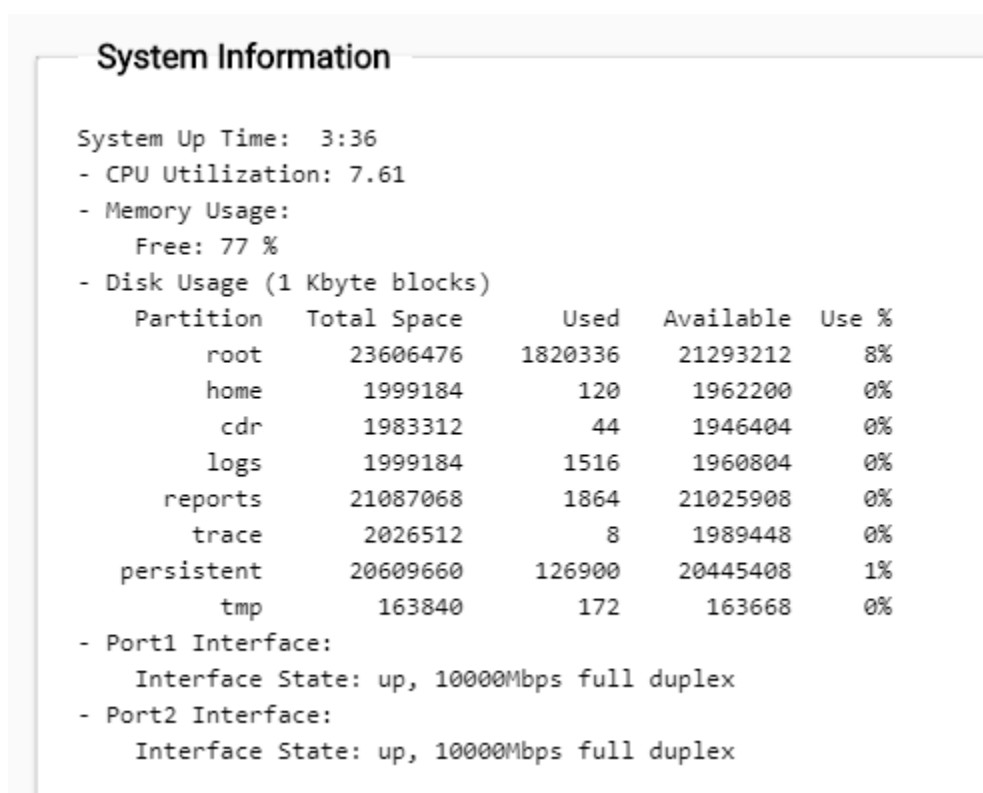 System Information
System Up Time:  3:36
- CPU Utilization: 7.61
- Memory Usage:
    Free: 77 %
- Disk Usage (1 Kbyte blocks)
    Partition   Total Space       Used   Available  Use %
         root      23606476    1820336    21293212     8%
         home       1999184        120     1962200     0%
          cdr       1983312         44     1946404     0%
         logs       1999184       1516     1960804     0%
      reports      21087068       1864    21025908     0%
        trace       2026512          8     1989448     0%
   persistent      20609660     126900    20445408     1%
          tmp        163840        172      163668     0%
- Port1 Interface:
    Interface State: up, 10000Mbps full duplex
- Port2 Interface:
    Interface State: up, 10000Mbps full duplex